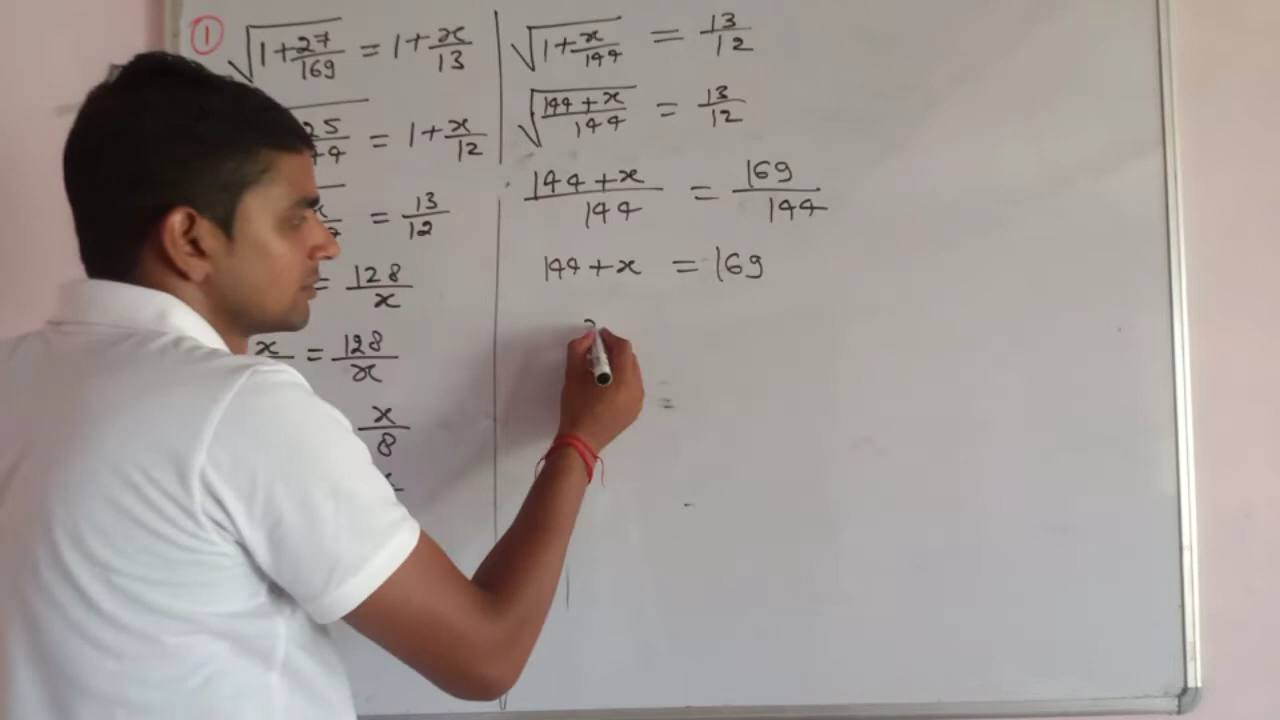 ① √(1+27/169) = 1+x/13
25/44 = 1+x/12
= 13/12
= 128/x
x = 128/x
x/8
√(1+x/144) = 13/12
√((144+x)/144) = 13/12
(144+x)/144 = 169/144
144+x = 169
=